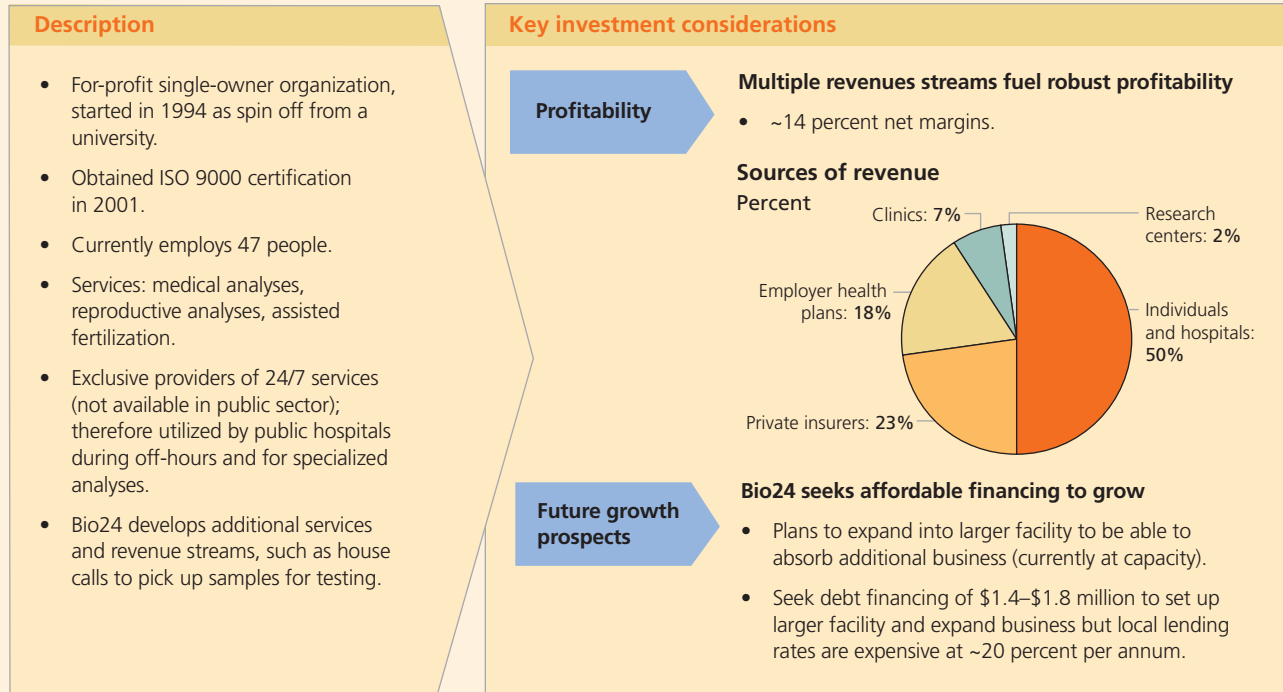 Description
• For-profit single-owner organization,
started in 1994 as spin off from a
university.
• Obtained ISO 9000 certification
in 2001.
• Currently employs 47 people.
• Services: medical analyses,
reproductive analyses, assisted
fertilization.
• Exclusive providers of 24/7 services
(not available in public sector);
therefore utilized by public hospitals
during off-hours and for specialized
analyses.
• Bio24 develops additional services
and revenue streams, such as house
calls to pick up samples for testing.
Key investment considerations
Profitability
Multiple revenues streams fuel robust profitability
• ~14 percent net margins.
Sources of revenue
Percent
Clinics: 7%
Research
centers: 2%
Employer health
plans: 18%
Individuals
and hospitals:
50%
Private insurers: 23%
Future growth
prospects
Bio24 seeks affordable financing to grow
• Plans to expand into larger facility to be able to
absorb additional business (currently at capacity).
• Seek debt financing of $1.4–$1.8 million to set up
larger facility and expand business but local lending
rates are expensive at ~20 percent per annum.